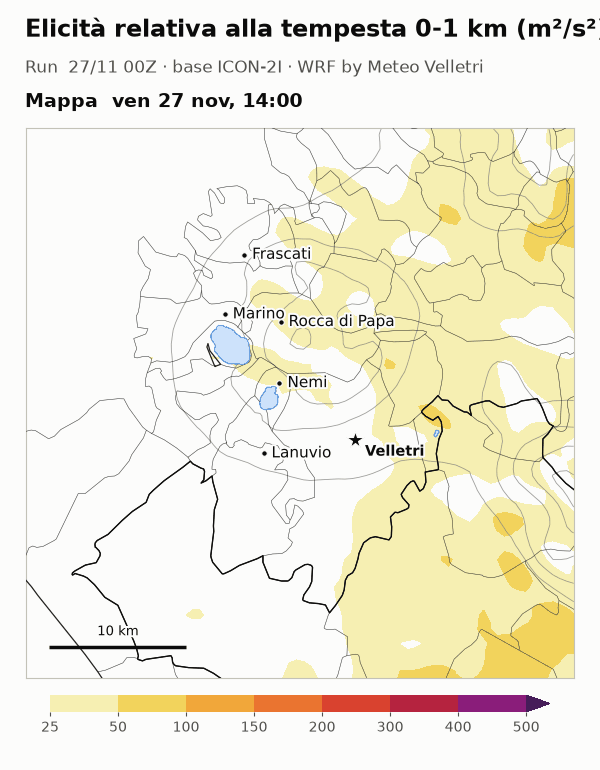 Elicità relativa alla tempesta 0-1 km (m²/s²)
Run 27/11 00Z · base ICON-2I · WRF by Meteo Velletri
Mappa ven 27 nov, 14:00
Frascati
Marino
Rocca di Papa
Nemi
Velletri
Lanuvio
10 km
25 50 100 150 200 300 400 500